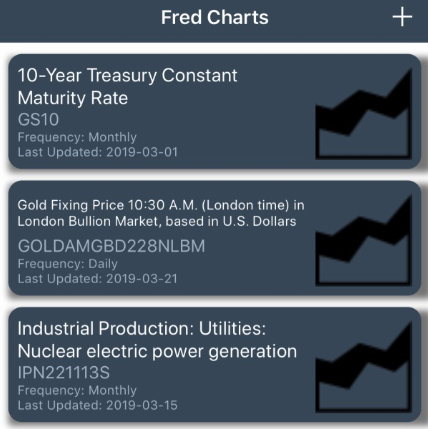 Fred Charts
10-Year Treasury Constant
Maturity Rate
GS10
Frequency: Monthly
Last Updated: 2019-03-01
Gold Fixing Price 10:30 A.M. (London time) in
London Bullion Market, based in U.S. Dollars
GOLDAMGBD228NLBM
Frequency: Daily
Last Updated: 2019-03-21
Industrial Production: Utilities:
Nuclear electric power generation
IPN221113S
Frequency: Monthly
Last Updated: 2019-03-15